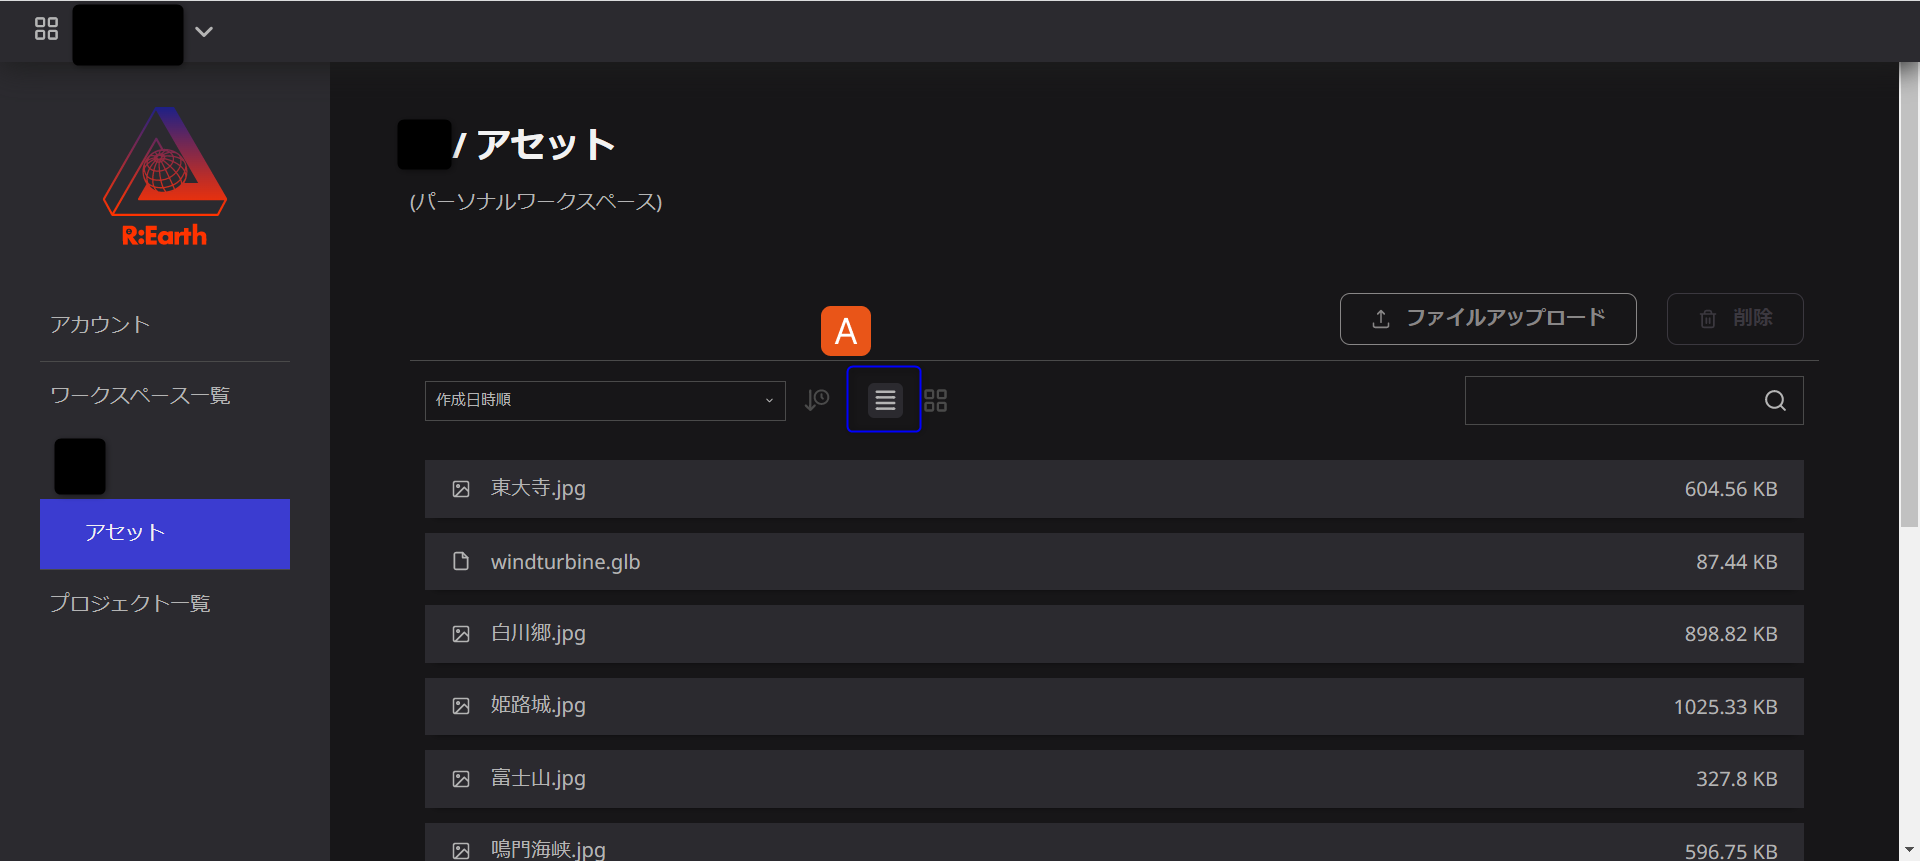 R:Earth
アカウント
ワークスペース一覧
アセット
プロジェクト一覧
/ アセット
(パーソナルワークスペース)
ファイルアップロード
削除
A
作成日時順
東大寺.jpg
604.56 KB
windturbine.glb
87.44 KB
白川郷.jpg
898.82 KB
姫路城.jpg
1025.33 KB
富士山.jpg
327.8 KB
鳴門海峡.jpg
596.75 KB